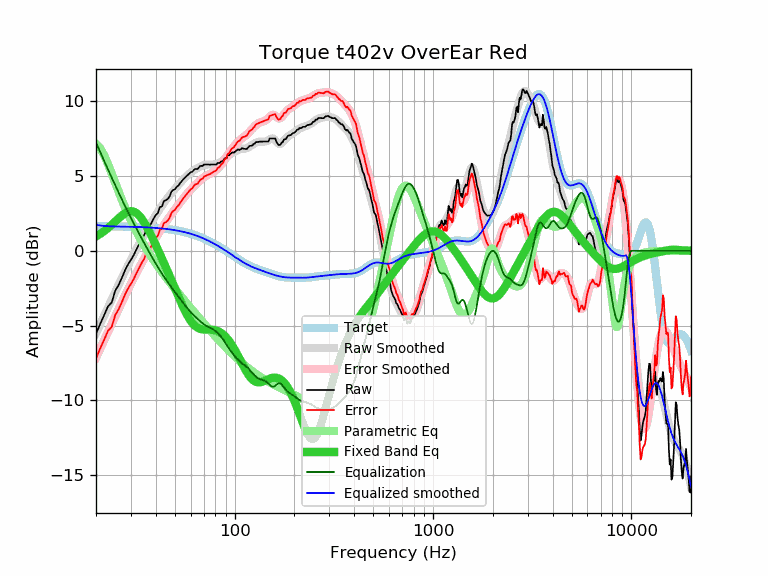 Torque t402v OverEar Red
Amplitude (dBr)
10
5
0
−5
−10
−15
Target
Raw Smoothed
Error Smoothed
Raw
Error
Parametric Eq
Fixed Band Eq
Equalization
Equalized smoothed
100
1000
10000
Frequency (Hz)